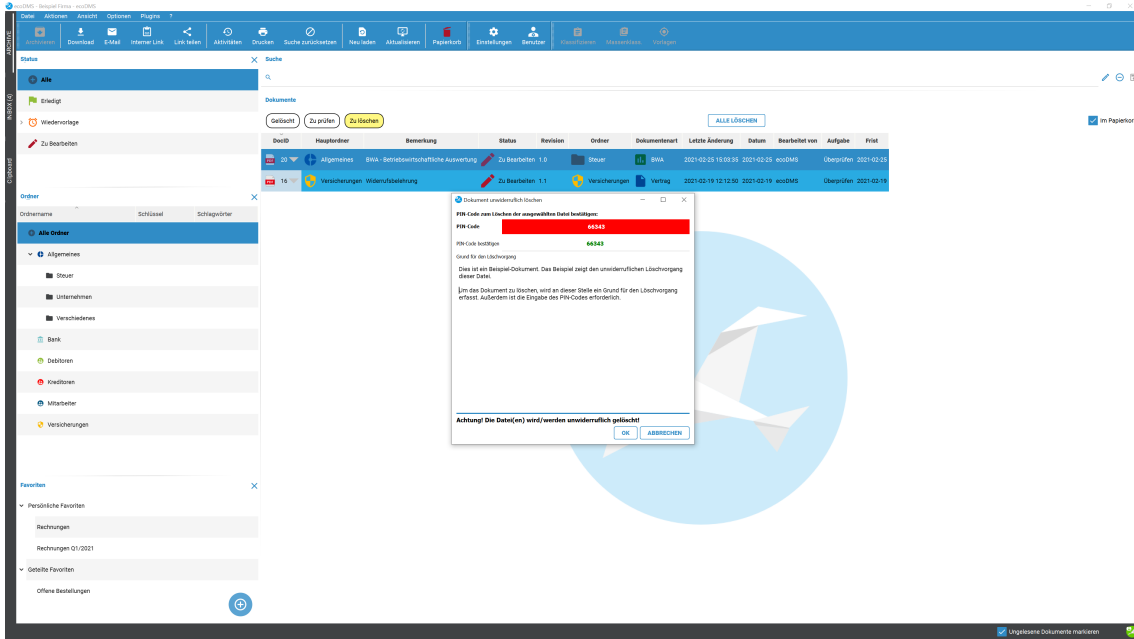 ecoDMS - Beispiel Firma - ecoDMS
Datei Aktionen Ansicht Optionen Plugins ?
Archivieren Download E-Mail Interner Link Link teilen Aktivitäten Drucken Suche zurücksetzen Neu laden Aktualisieren Papierkorb Einstellungen Benutzer Klassifizieren Massenklass. Vorlagen
ARCHIVE
INBOX (4)
Clipboard
Status
Alle
Erledigt
Wiedervorlage
Zu Bearbeiten
Ordner
Ordnername Schlüssel Schlagwörter
Alle Ordner
Allgemeines
Steuer
Unternehmen
Verschiedenes
Bank
Debitoren
Kreditoren
Mitarbeiter
Versicherungen
Favoriten
Persönliche Favoriten
Rechnungen
Rechnungen Q1/2021
Geteilte Favoriten
Offene Bestellungen
Suche
Dokumente
Gelöscht Zu prüfen Zu löschen ALLE LÖSCHEN Im Papierkor
DocID Hauptordner Bemerkung Status Revision Ordner Dokumentenart Letzte Änderung Datum Bearbeitet von Aufgabe Frist
20 Allgemeines BWA - Betriebswirtschaftliche Auswertung Zu Bearbeiten 1.0 Steuer BWA 2021-02-25 15:03:35 2021-02-25 ecoDMS Überprüfen 2021-02-25
16 Versicherungen Widerrufsbelehrung Zu Bearbeiten 1.1 Versicherungen Vertrag 2021-02-19 12:12:50 2021-02-19 ecoDMS Überprüfen 2021-02-19
Dokument unwiderruflich löschen
PIN-Code zum Löschen der ausgewählten Datei bestätigen:
PIN-Code 66343
PIN-Code bestätigen 66343
Grund für den Löschvorgang
Dies ist ein Beispiel-Dokument. Das Beispiel zeigt den unwiderruflichen Löschvorgang
dieser Datei.
Um das Dokument zu löschen, wird an dieser Stelle ein Grund für den Löschvorgang
erfasst. Außerdem ist die Eingabe des PIN-Codes erforderlich.
Achtung! Die Datei(en) wird/werden unwiderruflich gelöscht!
OK ABBRECHEN
Ungelesene Dokumente markieren